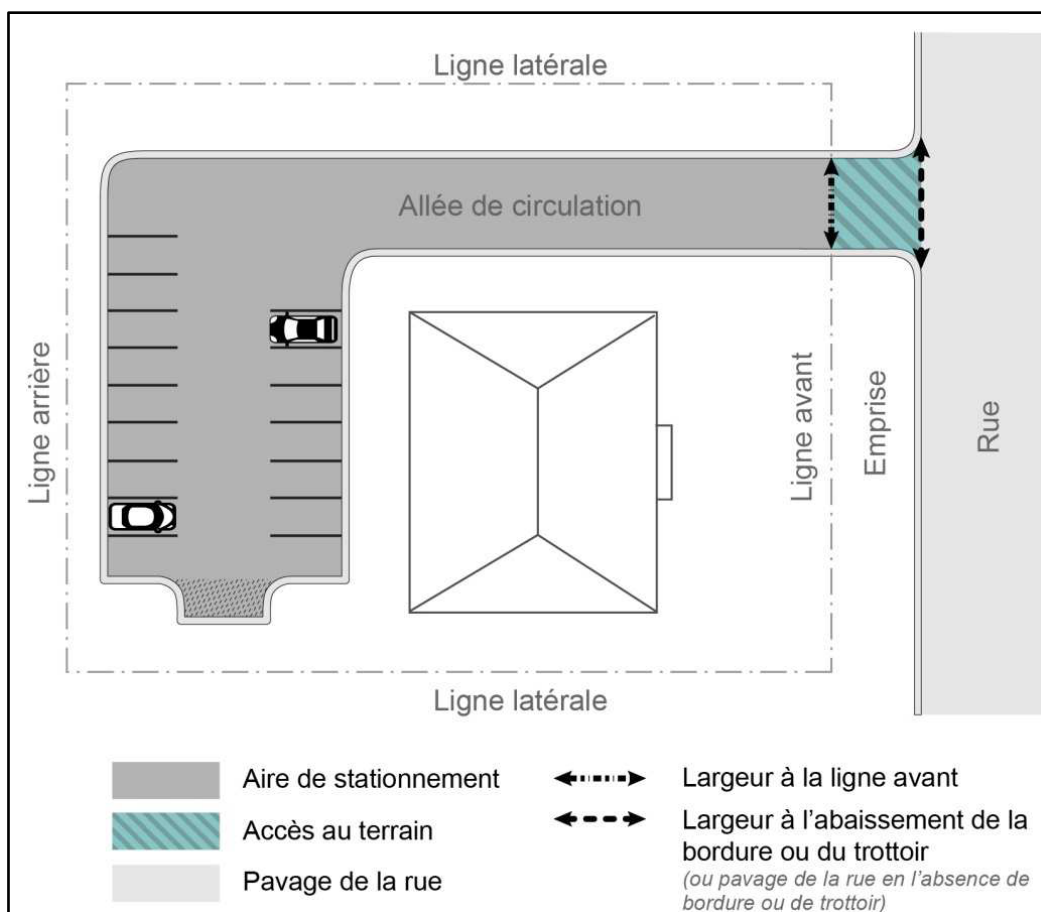 Ligne latérale
Allée de circulation
Ligne arrière
Ligne avant
Emprise
Rue
Ligne latérale
Aire de stationnement
Accès au terrain
Pavage de la rue
Largeur à la ligne avant
Largeur à l'abaissement de la
bordure ou du trottoir
(ou pavage de la rue en l'absence de
bordure ou de trottoir)